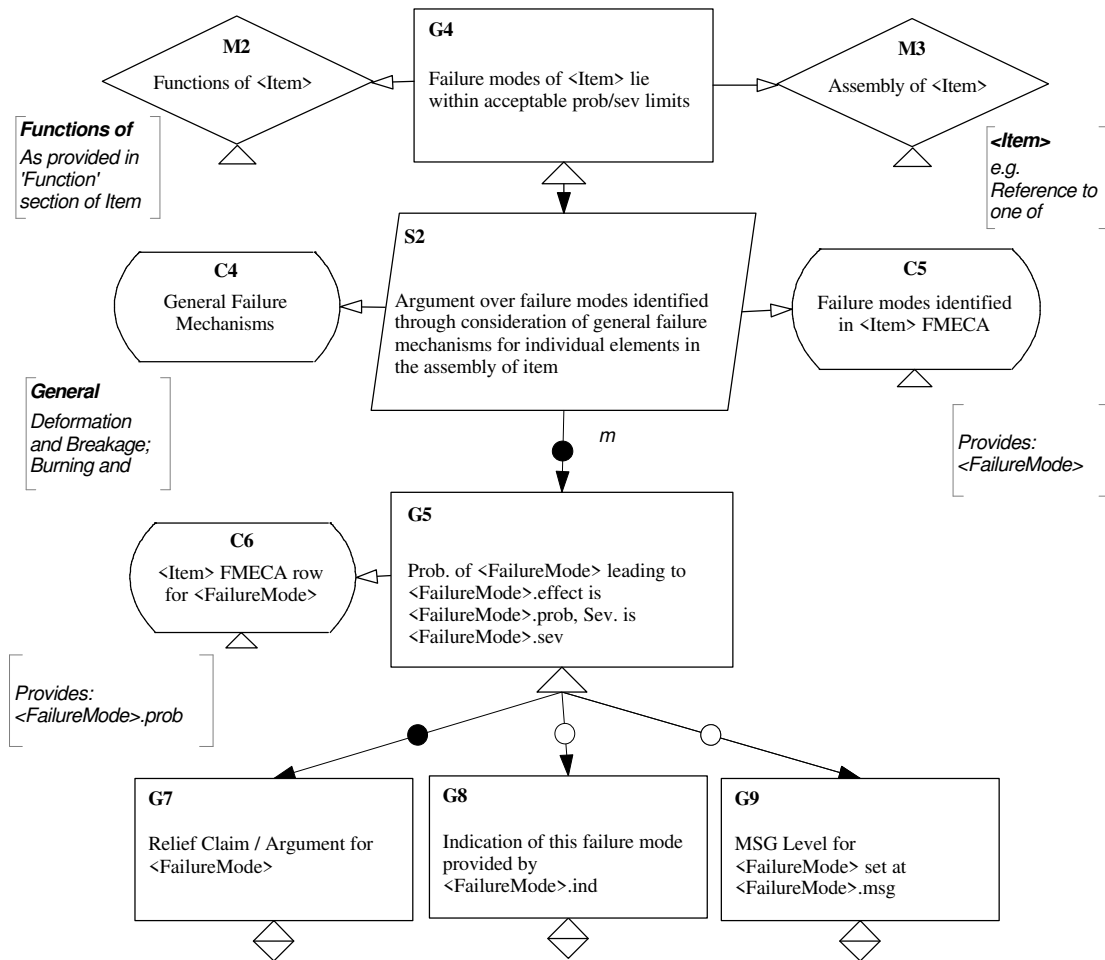 M2
Functions of <Item>
G4
Failure modes of <Item> lie
within acceptable prob/sev limits
M3
Assembly of <Item>
Functions of
As provided in
'Function'
section of Item
<Item>
e.g.
Reference to
one of
S2
Argument over failure modes identified
through consideration of general failure
mechanisms for individual elements in
the assembly of item
C4
General Failure
Mechanisms
C5
Failure modes identified
in <Item> FMECA
General
Deformation
and Breakage;
Burning and
m
Provides:
<FailureMode>
G5
Prob. of <FailureMode> leading to
<FailureMode>.effect is
<FailureMode>.prob, Sev. is
<FailureMode>.sev
C6
<Item> FMECA row
for <FailureMode>
Provides:
<FailureMode>.prob
G7
Relief Claim / Argument for
<FailureMode>
G8
Indication of this failure mode
provided by
<FailureMode>.ind
G9
MSG Level for
<FailureMode> set at
<FailureMode>.msg